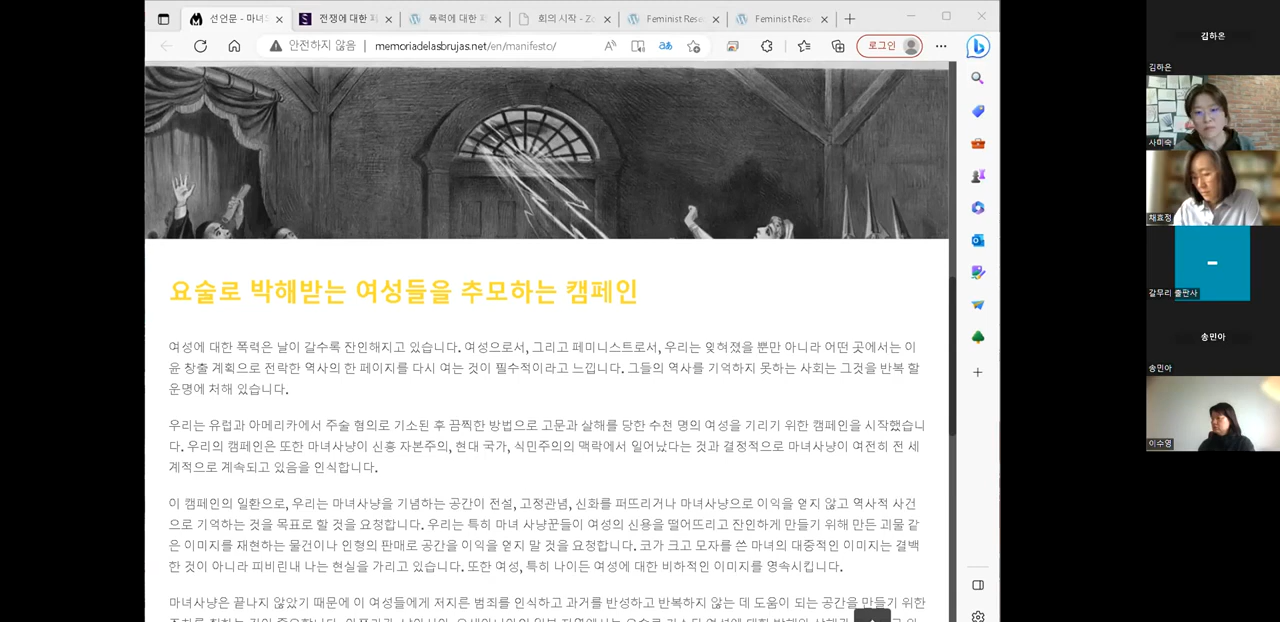 선언문 - 마녀
전쟁에 대한 ㅍ
폭력에 대한 ㅍ
회의 시작 - Zo
Feminist Rese
Feminist Rese
안전하지 않음
memoriadelasbrujas.net/en/manifesto/
로그인
요술로 박해받는 여성들을 추모하는 캠페인
여성에 대한 폭력은 날이 갈수록 잔인해지고 있습니다. 여성으로서, 그리고 페미니스트로서, 우리는 잊혀졌을 뿐만 아니라 어떤 곳에서는 이
윤 창출 계획으로 전락한 역사의 한 페이지를 다시 여는 것이 필수적이라고 느낍니다. 그들의 역사를 기억하지 못하는 사회는 그것을 반복 할
운명에 처해 있습니다.
우리는 유럽과 아메리카에서 주술 혐의로 기소된 후 끔찍한 방법으로 고문과 살해를 당한 수천 명의 여성을 기리기 위한 캠페인을 시작했습니
다. 우리의 캠페인은 또한 마녀사냥이 신흥 자본주의, 현대 국가, 식민주의의 맥락에서 일어났다는 것과 결정적으로 마녀사냥이 여전히 전 세
계적으로 계속되고 있음을 인식합니다.
이 캠페인의 일환으로, 우리는 마녀사냥을 기념하는 공간이 전설, 고정관념, 신화를 퍼뜨리거나 마녀사냥으로 이익을 얻지 않고 역사적 사건
으로 기억하는 것을 목표로 할 것을 요청합니다. 우리는 특히 마녀 사냥꾼들이 여성의 신용을 떨어뜨리고 잔인하게 만들기 위해 만든 괴물 같
은 이미지를 재현하는 물건이나 인형의 판매로 공간을 이익을 얻지 말 것을 요청합니다. 코가 크고 모자를 쓴 마녀의 대중적인 이미지는 결백
한 것이 아니라 피비린내 나는 현실을 가리고 있습니다. 또한 여성, 특히 나이든 여성에 대한 비하적인 이미지를 영속시킵니다.
마녀사냥은 끝나지 않았기 때문에 이 여성들에게 저지른 범죄를 인식하고 과거를 반성하고 반복하지 않는 데 도움이 되는 공간을 만들기 위한
김하은
김하은
사미숙
채효정
갈무리 출판사
송민아
송민아
이수영